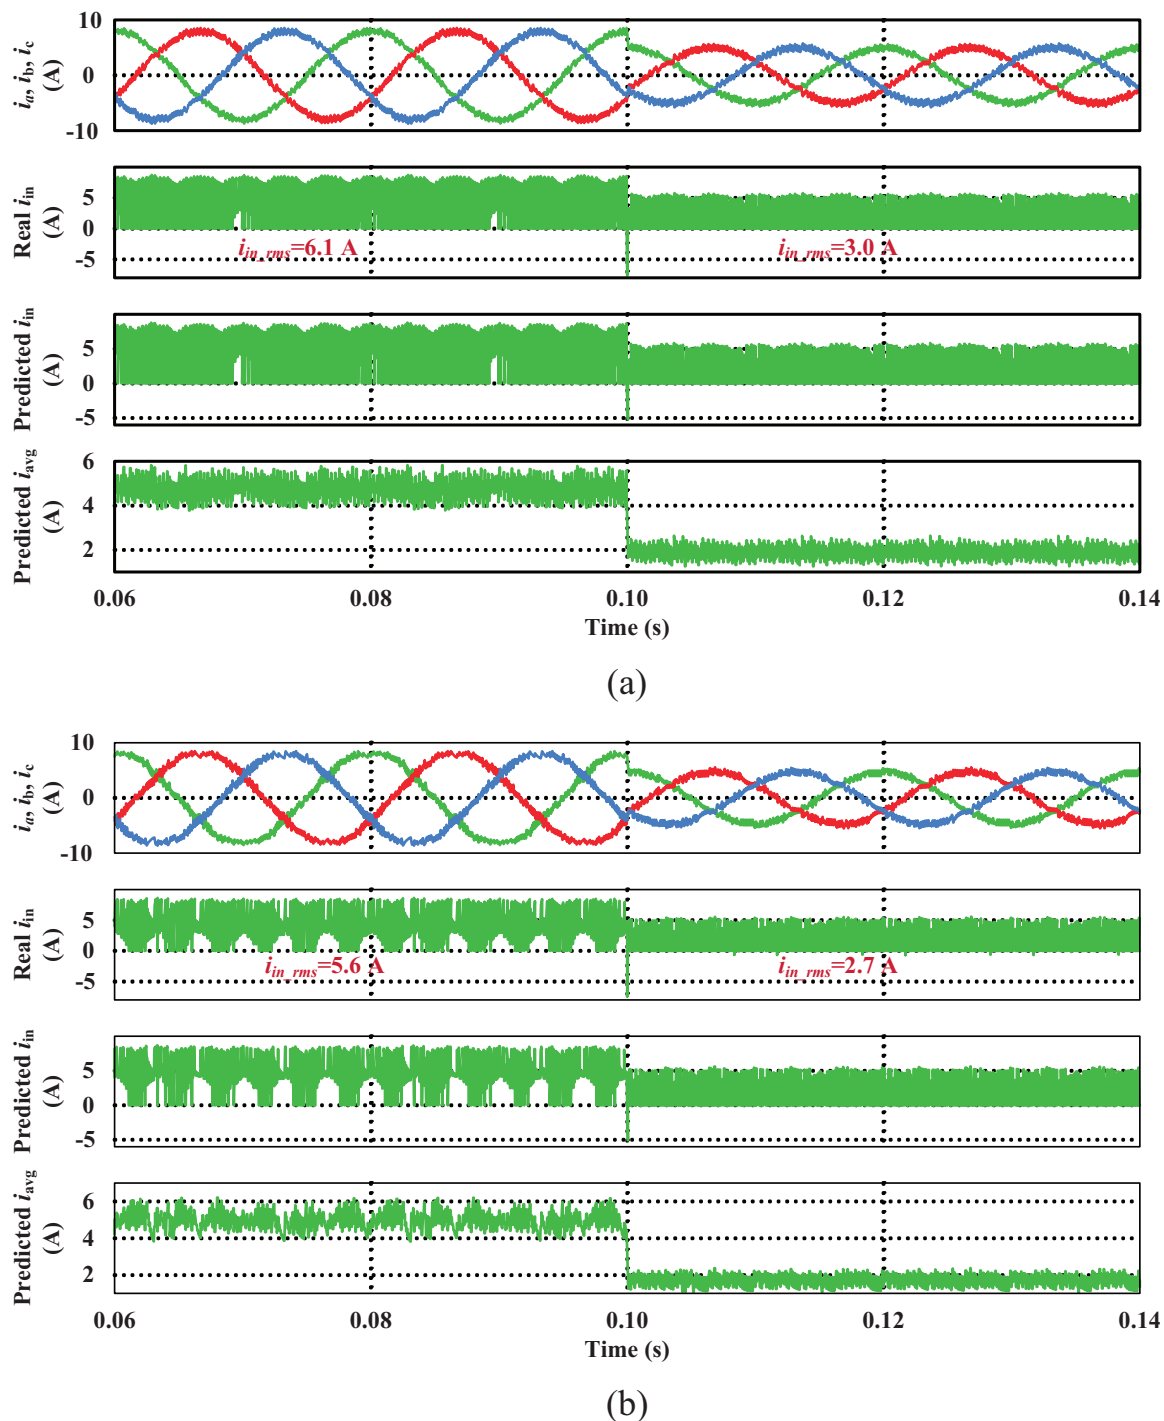 i_a, i_b, i_c
(A)
10
0
-10
Real i_in
(A)
5
0
-5
i_in_rms=6.1 A
i_in_rms=3.0 A
Predicted i_in
(A)
5
0
-5
Predicted i_avg
(A)
6
4
2
0.06 0.08 0.10 0.12 0.14
Time (s)
(a)
i_a, i_b, i_c
(A)
10
0
-10
Real i_in
(A)
5
0
-5
i_in_rms=5.6 A
i_in_rms=2.7 A
Predicted i_in
(A)
5
0
-5
Predicted i_avg
(A)
6
4
2
0.06 0.08 0.10 0.12 0.14
Time (s)
(b)